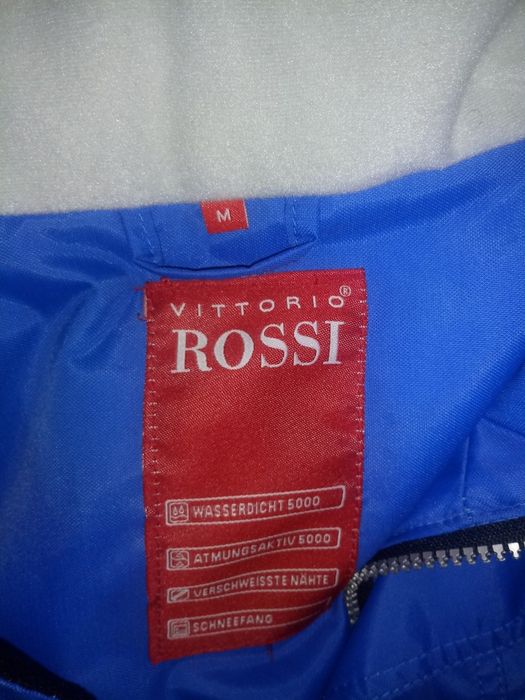 M
VITTORIO®
ROSSI
WASSERDICHT 5000
ATMUNGSAKTIV 5000
VERSCHWEISSTE NÄHTE
SCHNEEFANG